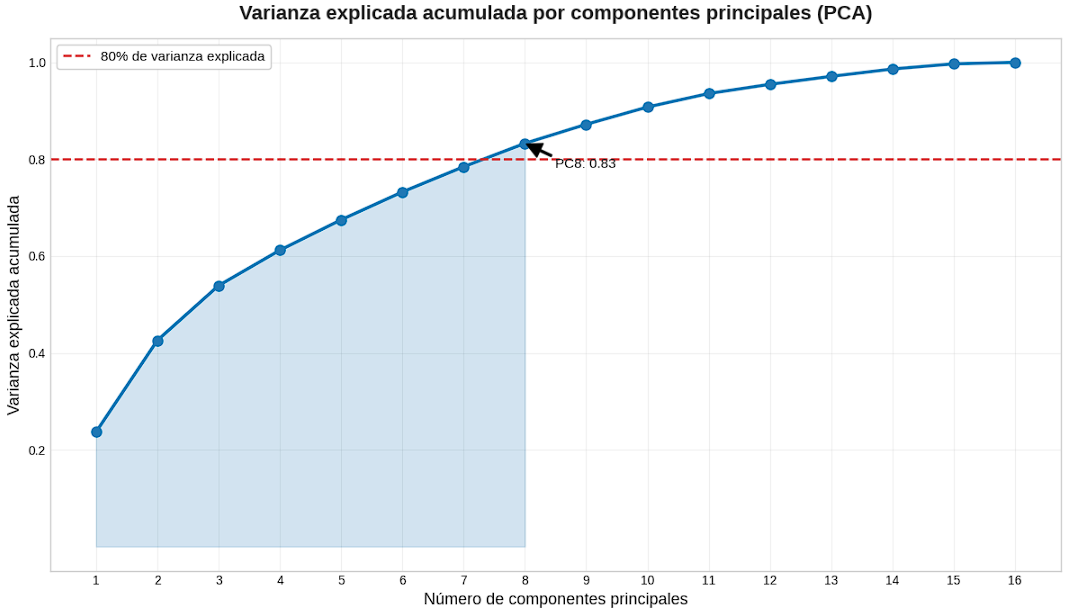 Varianza explicada acumulada por componentes principales (PCA)
80% de varianza explicada
1.0
0.8
0.6
0.4
0.2
Varianza explicada acumulada
PC8: 0.83
1 2 3 4 5 6 7 8 9 10 11 12 13 14 15 16
Número de componentes principales